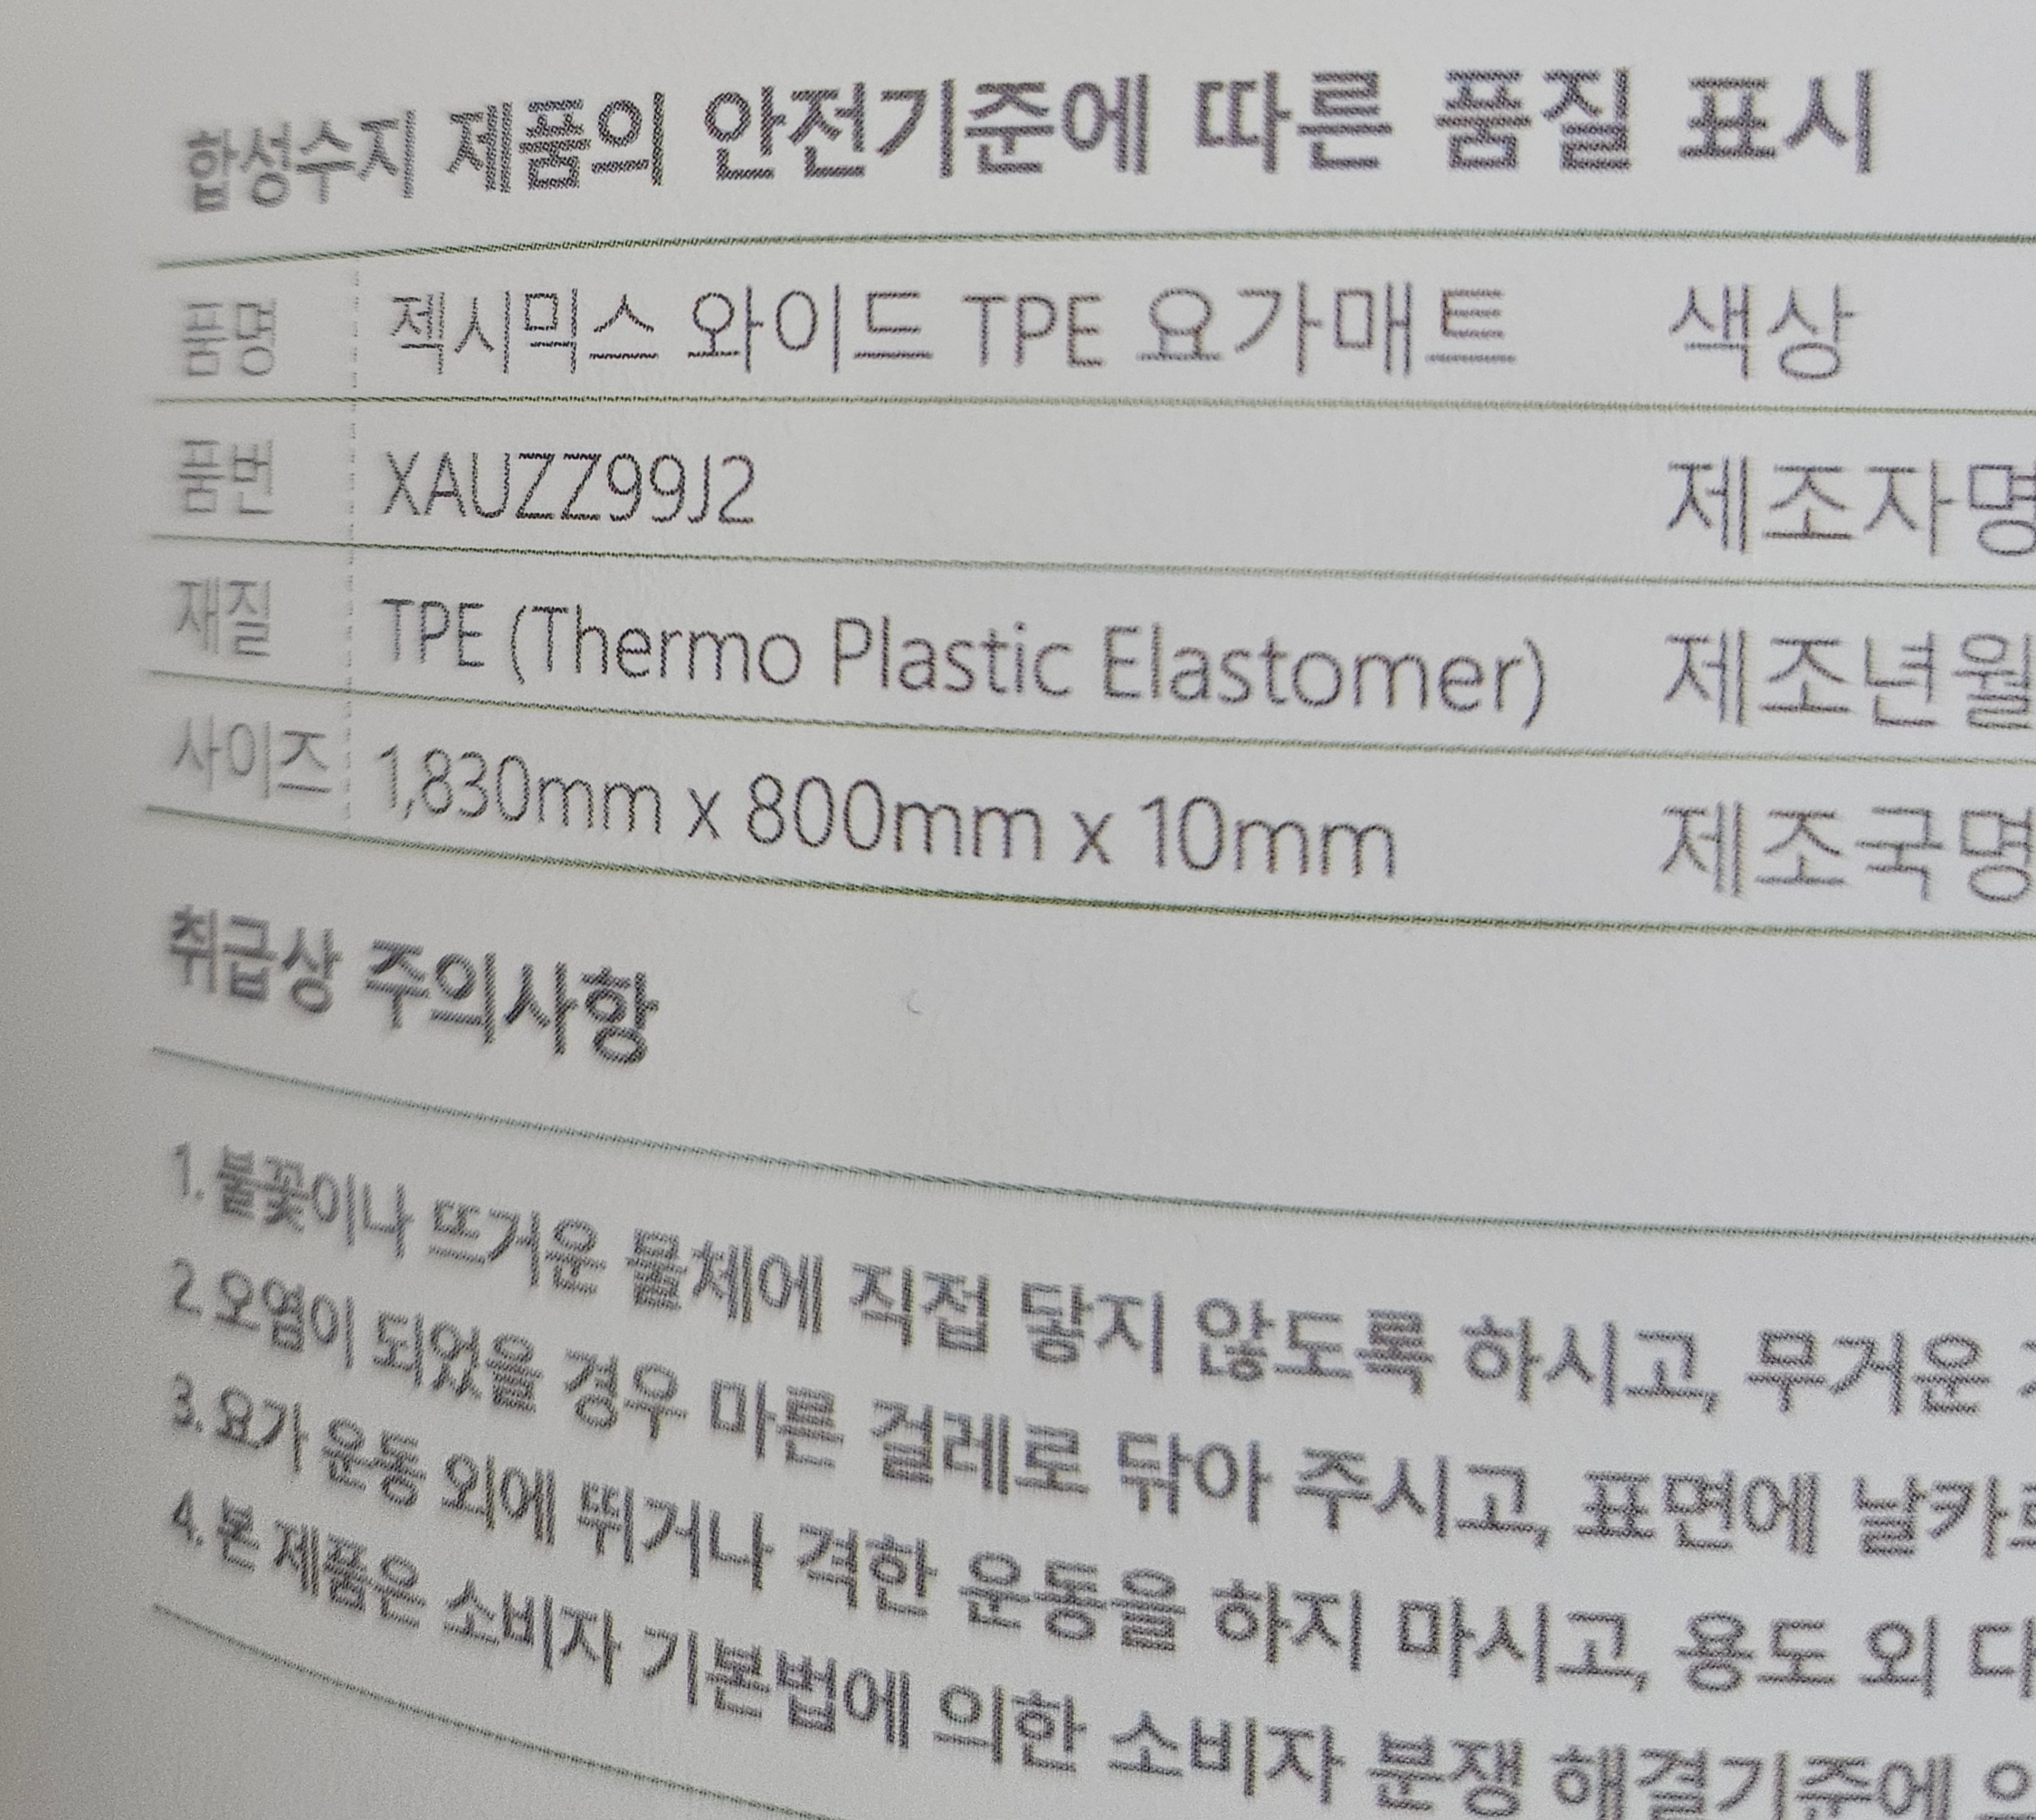 합성수지 제품의 안전기준에 따른 품질 표시
품명 젝시믹스 와이드 TPE 요가매트 색상
품번 XAUZZ99J2 제조자명
재질 TPE (Thermo Plastic Elastomer) 제조년월
사이즈 1,830mm x 800mm x 10mm 제조국명
취급상 주의사항
1. 불꽃이나 뜨거운 물체에 직접 닿지 않도록 하시고, 무거운
2. 오염이 되었을 경우 마른 걸레로 닦아 주시고, 표면에
3. 요가 운동 외에 뛰거나 격한 운동을 하지 마시고, 용도 외
4. 본 제품은 소비자 기본법에 의한 소비자 분쟁 해결기준에